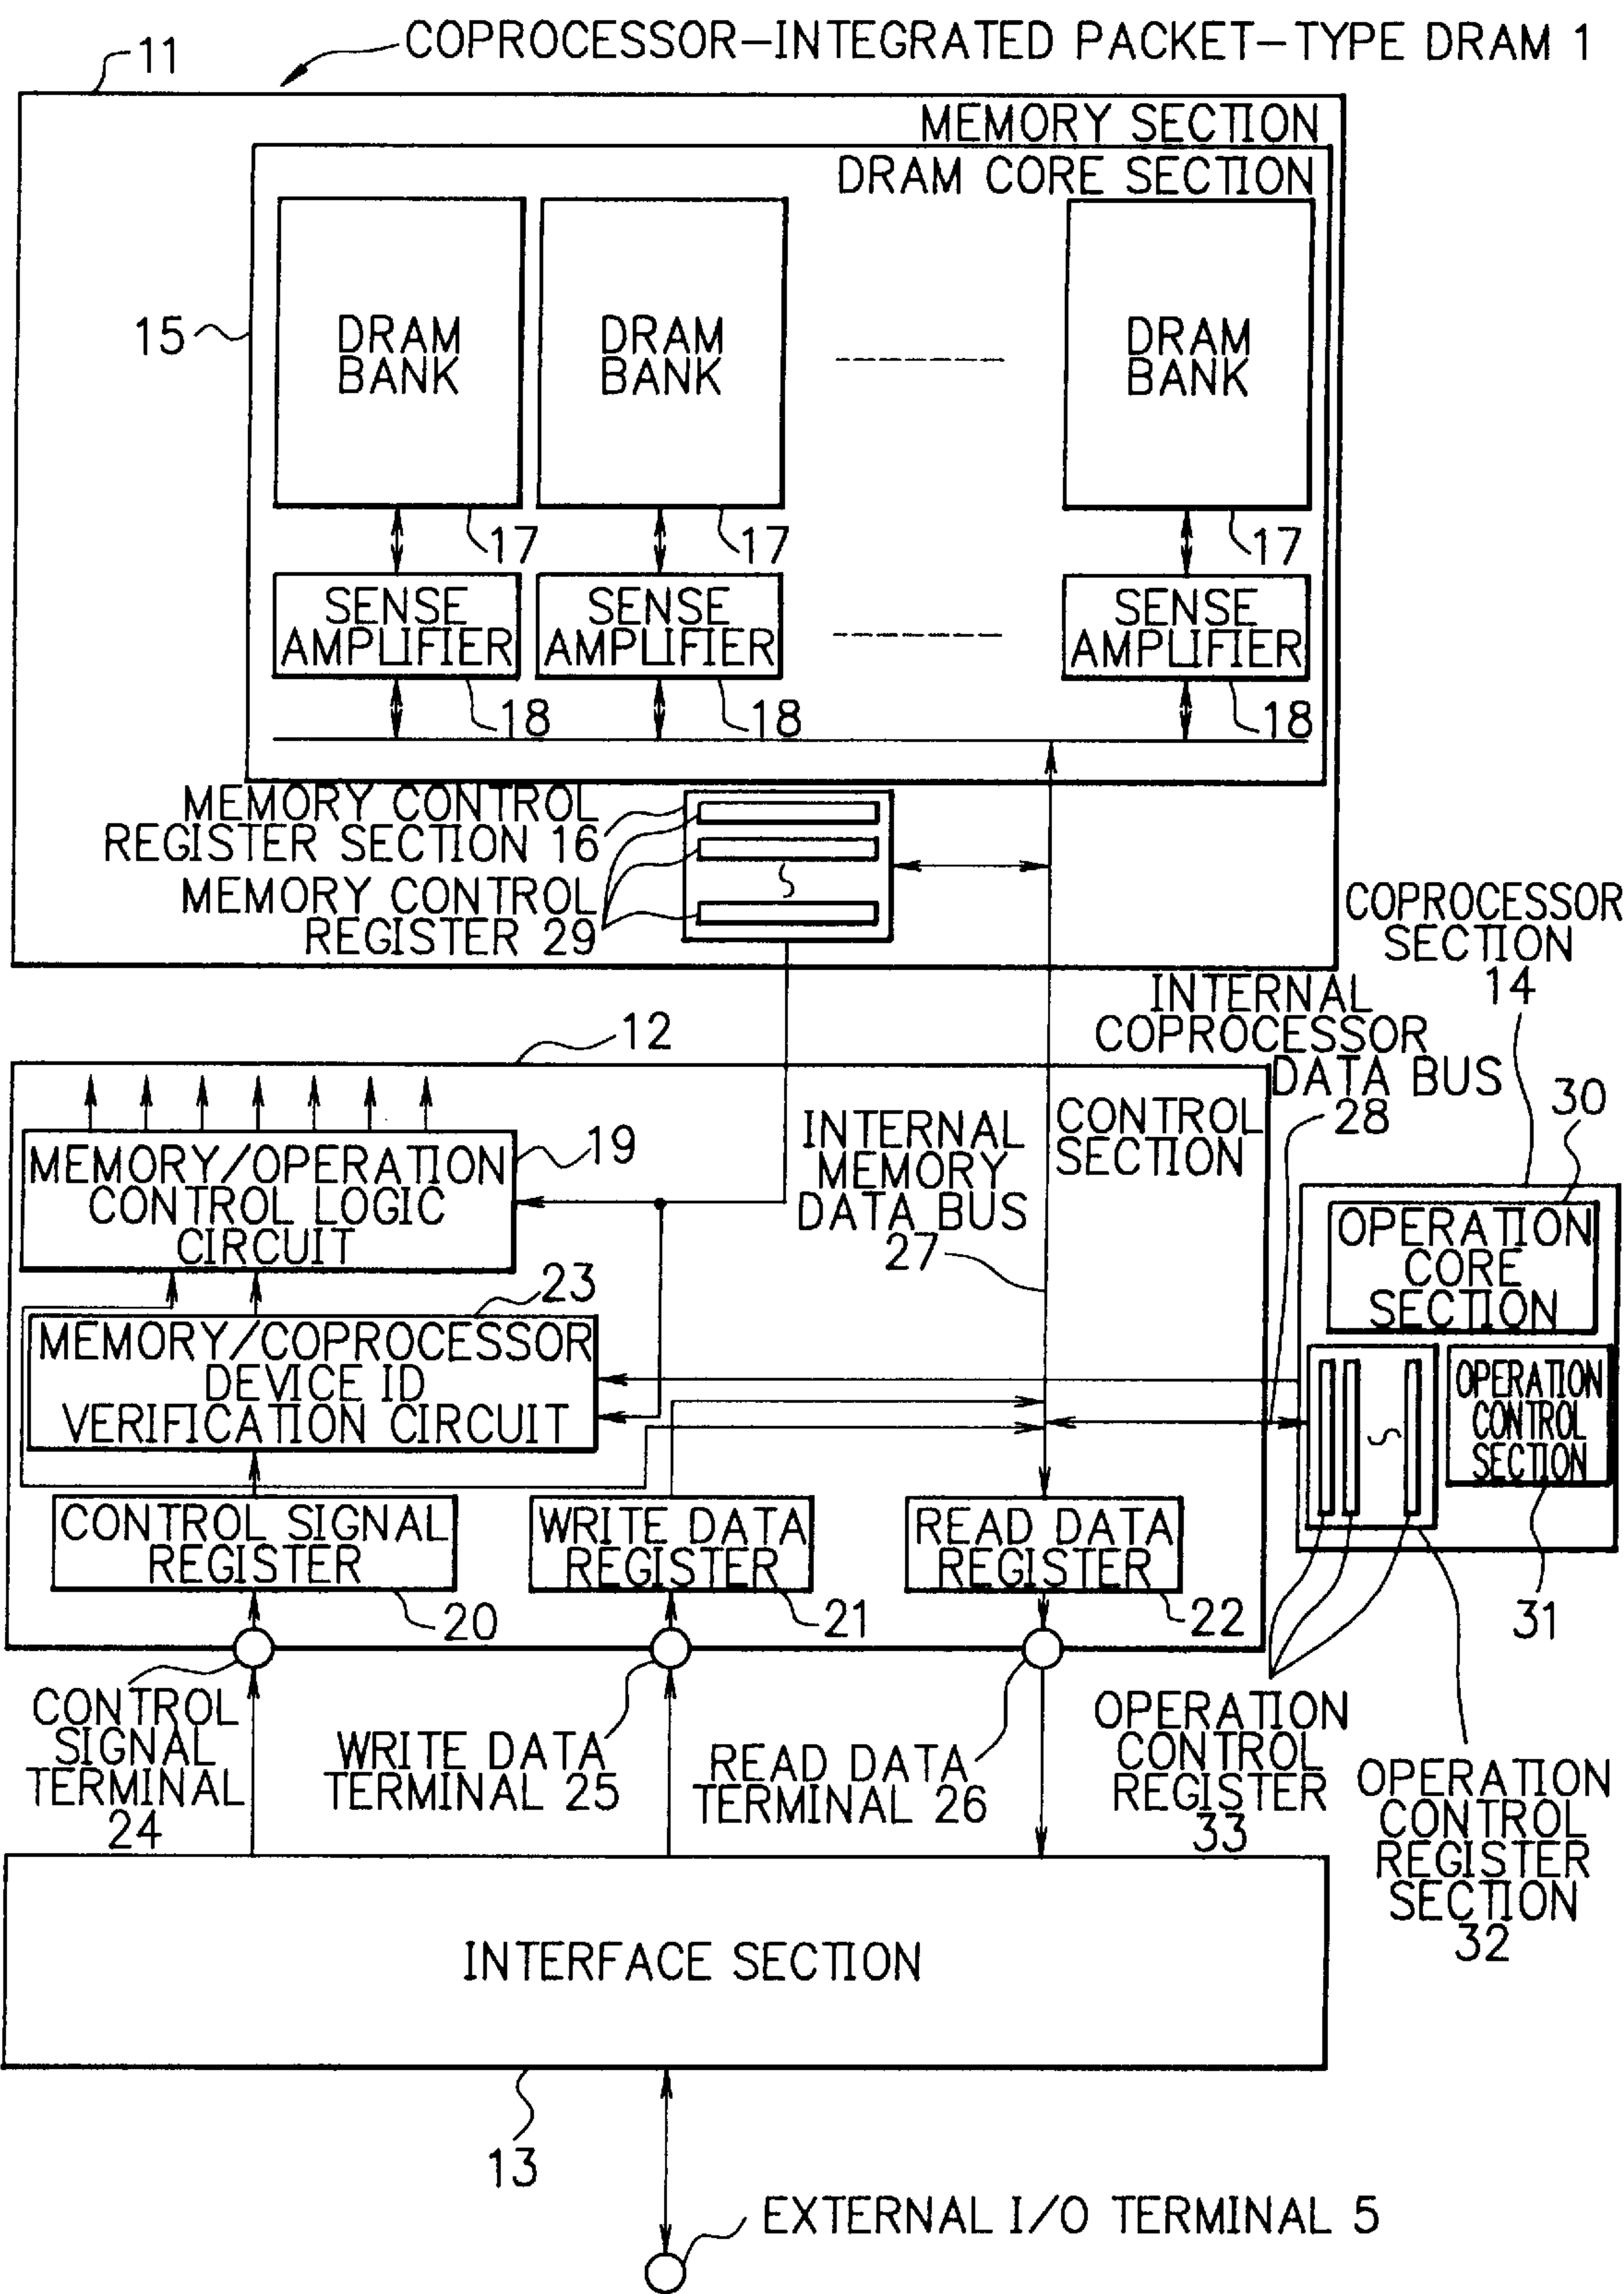 COPROCESSOR-INTEGRATED PACKET-TYPE DRAM 1
11
MEMORY SECTION
DRAM CORE SECTION
15
DRAM
BANK
DRAM
BANK
DRAM
BANK
17
17
17
SENSE
AMPLIFIER
SENSE
AMPLIFIER
SENSE
AMPLIFIER
18
18
18
MEMORY CONTROL
REGISTER SECTION 16
MEMORY CONTROL
REGISTER 29
COPROCESSOR
SECTION
14
INTERNAL
COPROCESSOR
DATA BUS
28
12
CONTROL
SECTION
INTERNAL
MEMORY
DATA BUS
27
30
MEMORY/OPERATION
CONTROL LOGIC
CIRCUIT
19
OPERATION
CORE
SECTION
23
MEMORY/COPROCESSOR
DEVICE ID
VERIFICATION CIRCUIT
OPERATION
CONTROL
SECTION
31
CONTROL SIGNAL
REGISTER
20
WRITE DATA
REGISTER
21
READ DATA
REGISTER
22
CONTROL
SIGNAL
TERMINAL
24
WRITE DATA
TERMINAL 25
READ DATA
TERMINAL 26
OPERATION
CONTROL
REGISTER
33
OPERATION
CONTROL
REGISTER
SECTION
32
INTERFACE SECTION
13
EXTERNAL I/O TERMINAL 5